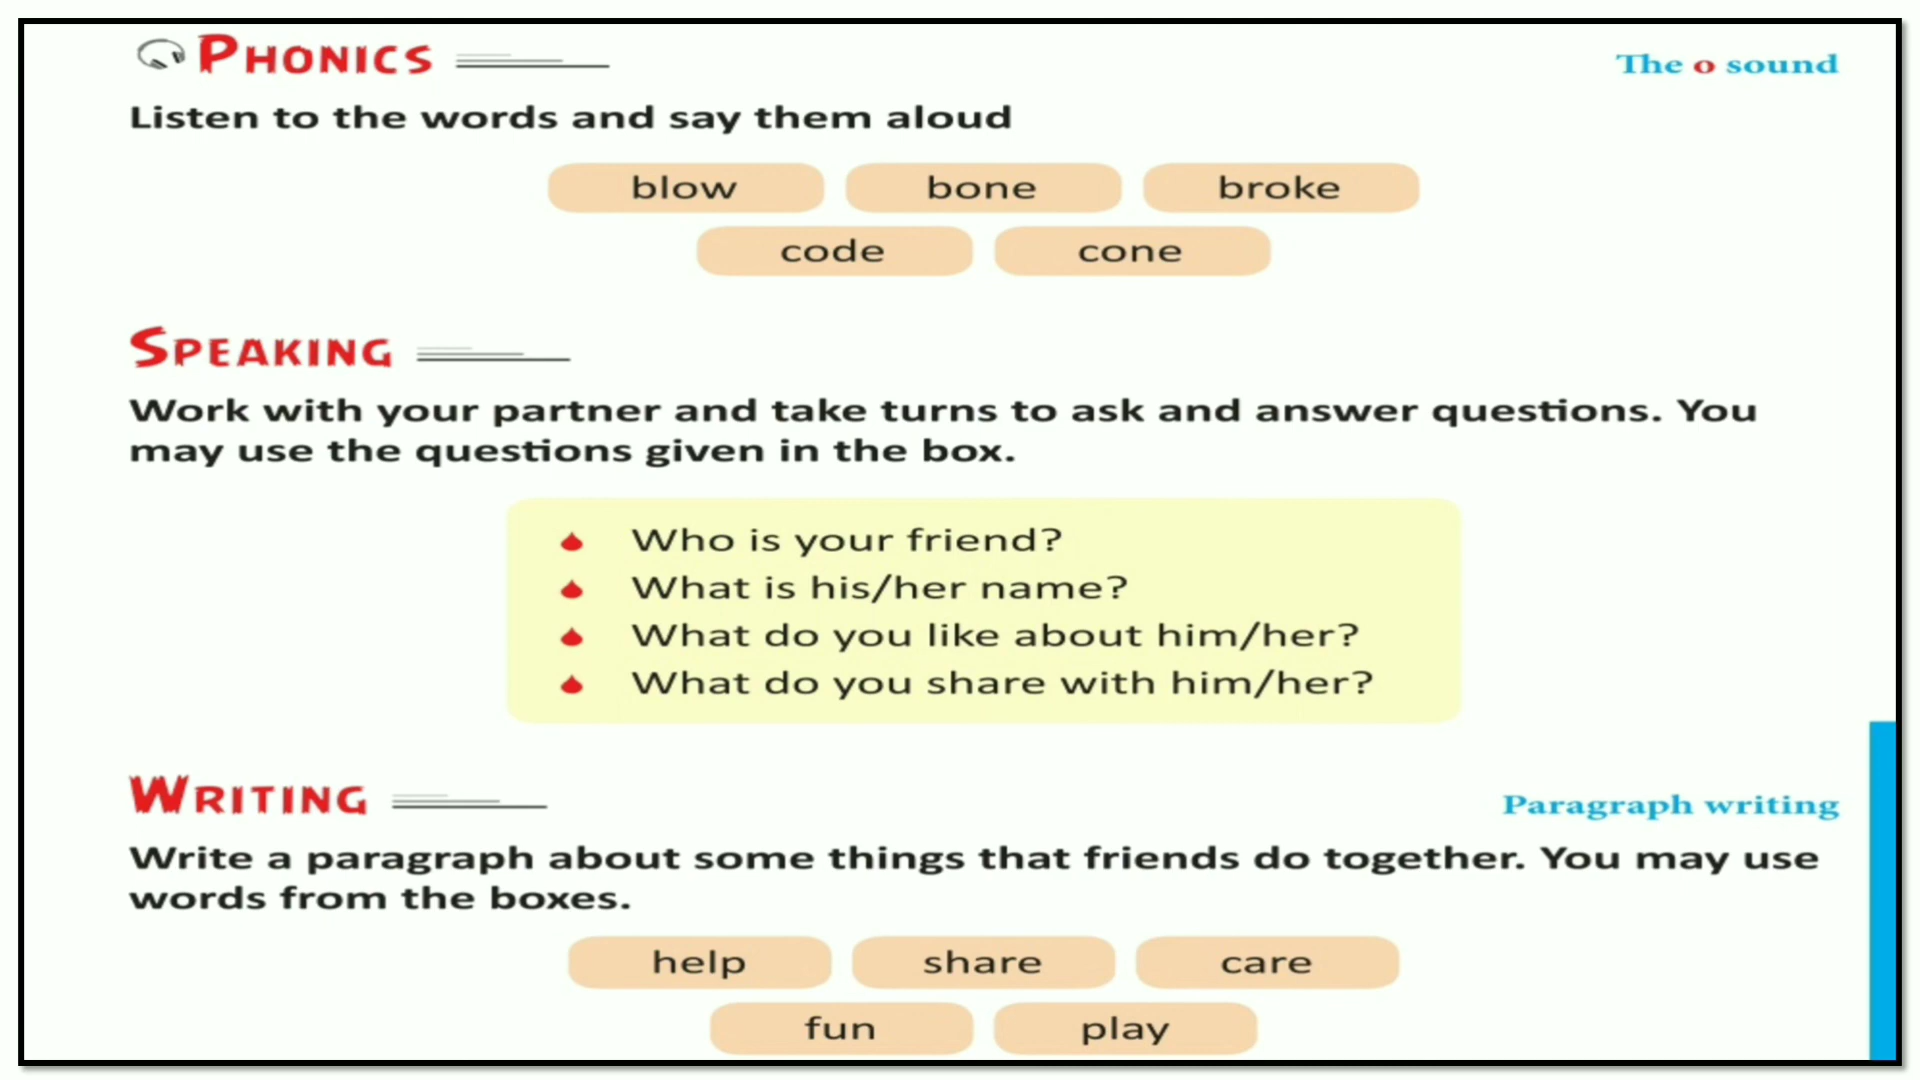 PHONICS
The o sound
Listen to the words and say them aloud
blow bone broke
code cone
SPEAKING
Work with your partner and take turns to ask and answer questions. You
may use the questions given in the box.
Who is your friend?
What is his/her name?
What do you like about him/her?
What do you share with him/her?
WRITING
Paragraph writing
Write a paragraph about some things that friends do together. You may use
words from the boxes.
help share care
fun play